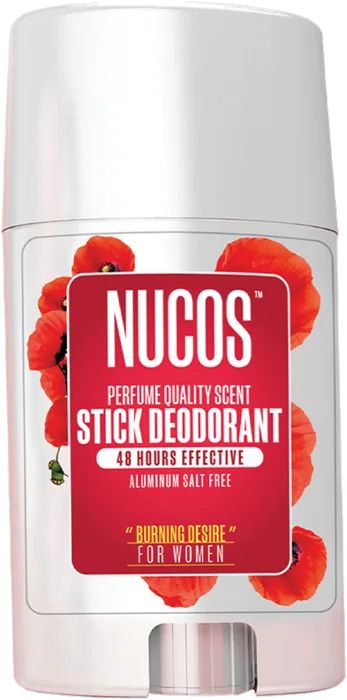 NUCOS™
PERFUME QUALITY SCENT
STICK DEODORANT
48 HOURS EFFECTIVE
ALUMINUM SALT FREE
"BURNING DESIRE"
FOR WOMEN